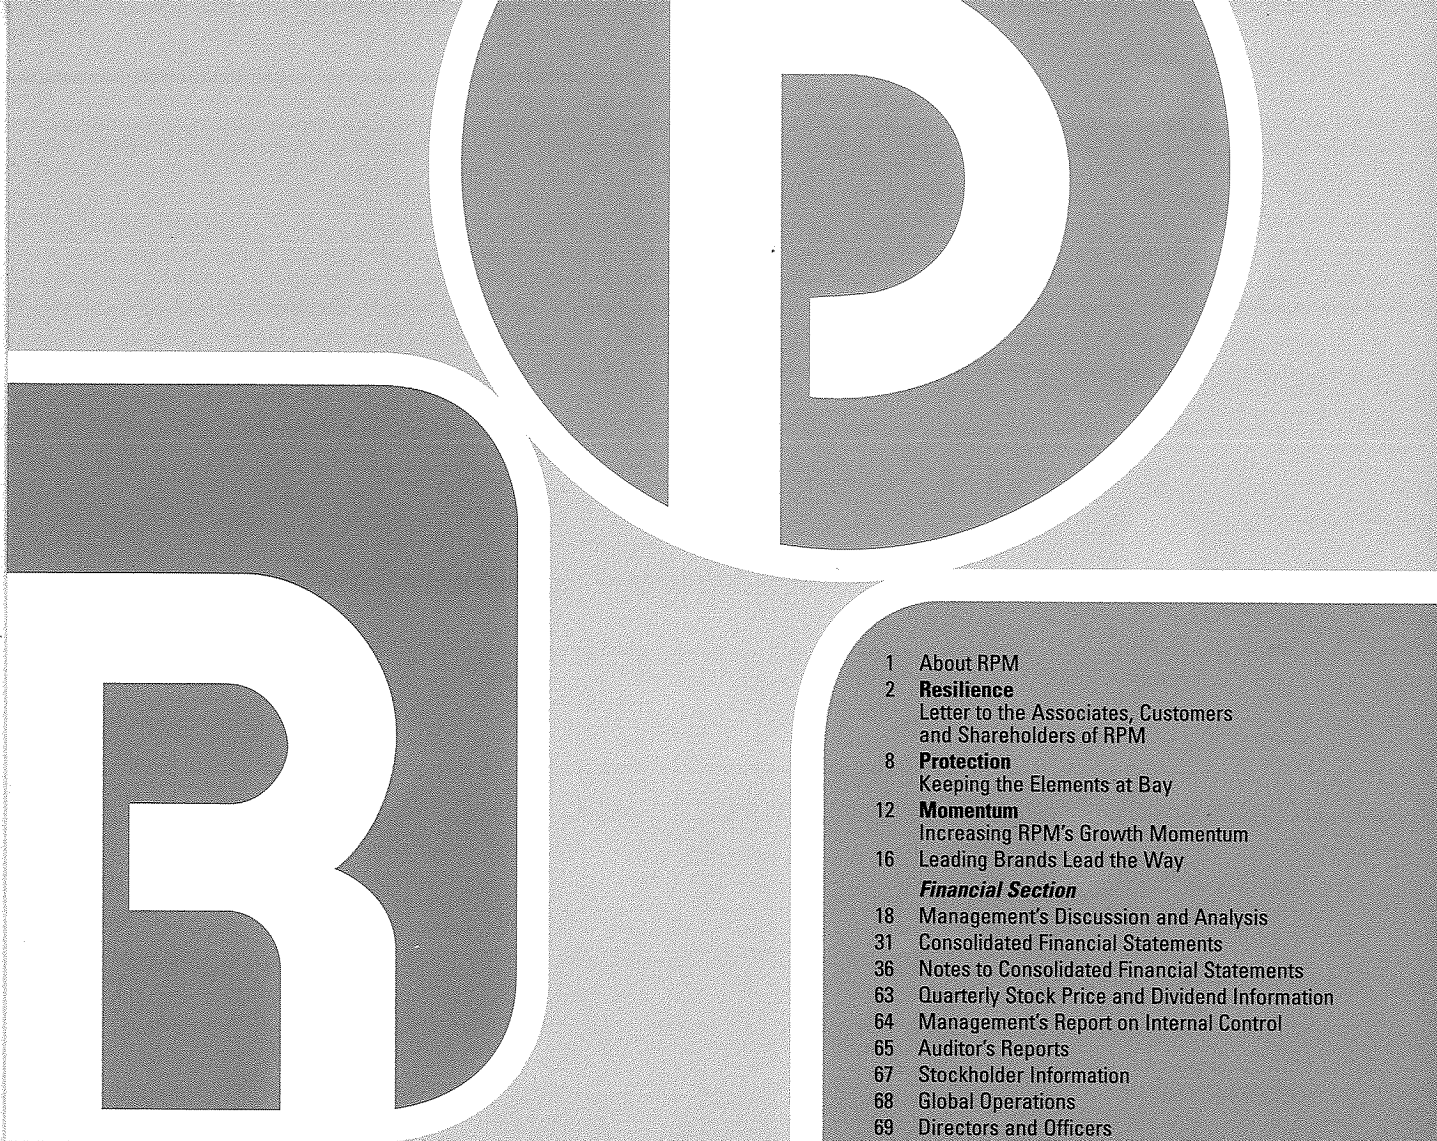 P
R
1 About RPM
2 Resilience
Letter to the Associates, Customers
and Shareholders of RPM
8 Protection
Keeping the Elements at Bay
12 Momentum
Increasing RPM's Growth Momentum
16 Leading Brands Lead the Way
Financial Section
18 Management's Discussion and Analysis
31 Consolidated Financial Statements
36 Notes to Consolidated Financial Statements
63 Quarterly Stock Price and Dividend Information
64 Management's Report on Internal Control
65 Auditor's Reports
67 Stockholder Information
68 Global Operations
69 Directors and Officers